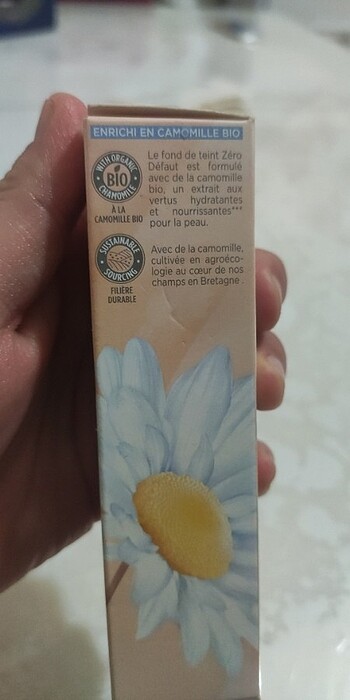 ENRICHI EN CAMOMILLE BIO
WITH ORGANIC
BIO
CHAMOMILE
À LA
CAMOMILLE BIO
Le fond de teint Zéro
Défaut est formulé
avec de la camomille
bio, un extrait aux
vertus hydratantes
et nourrissantes***
pour la peau.
SUSTAINABLE
SOURCING
FILIÈRE
DURABLE
Avec de la camomille,
cultivée en agroéco-
logie au cœur de nos
champs en Bretagne.